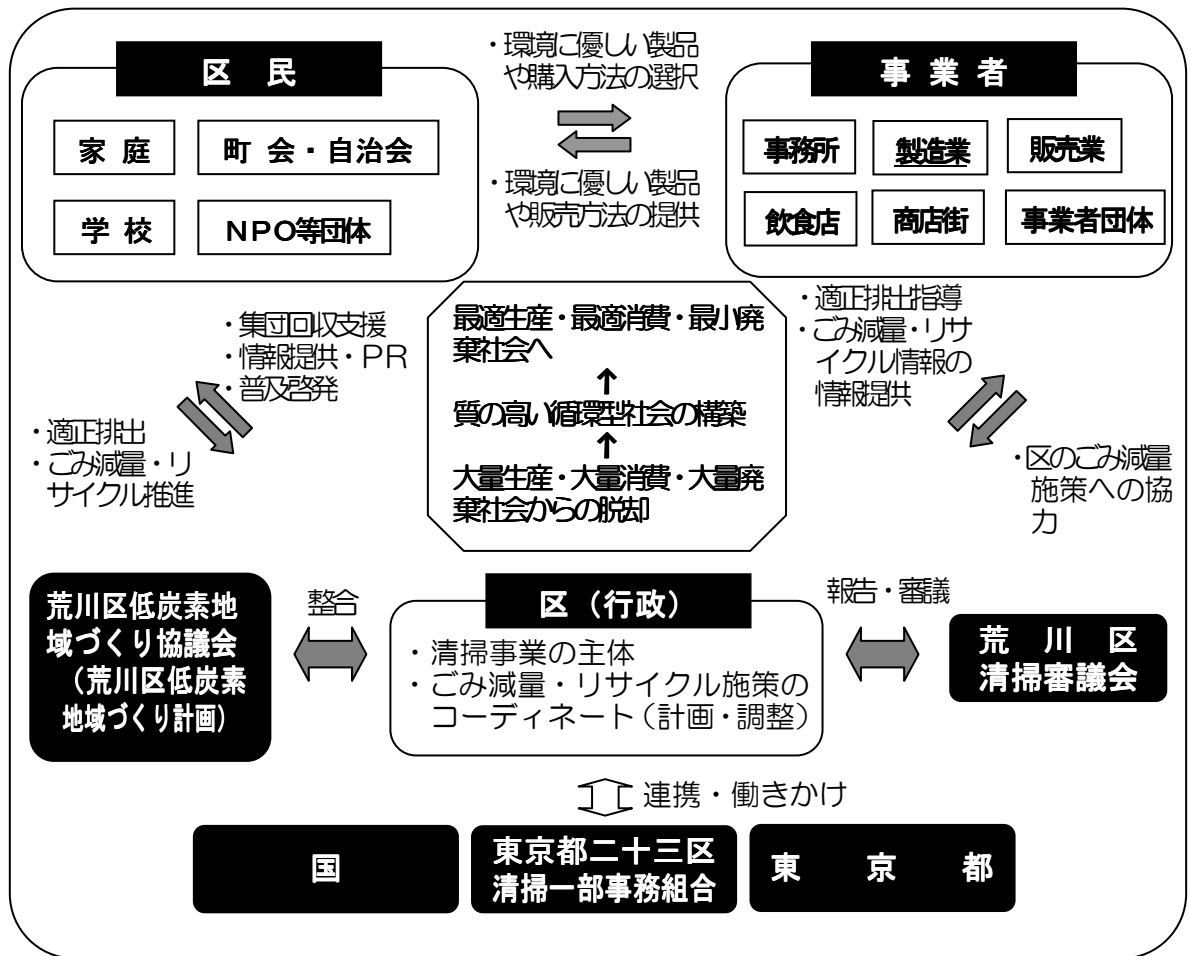 区 民
家 庭
町 会・自治会
学 校
NPO等団体
・環境に優しい製品
や購入方法の選択
・環境に優しい製品
や販売方法の提供
事 業 者
事務所
製造業
販売業
飲食店
商店街
事業者団体
・集団回収支援
・情報提供・PR
・普及啓発
・適正排出
・ごみ減量・リ
サイクル推進
最適生産・最適消費・最小廃
棄社会へ
↑
質の高い循環型社会の構築
↑
大量生産・大量消費・大量廃
棄社会からの脱却
・適正排出指導
・ごみ減量・リサ
イクル情報の
情報提供
・区のごみ減量
施策への協
力
荒川区低炭素地
域づくり協議会
(荒川区低炭素
地域づくり計画)
整合
区(行政)
・清掃事業の主体
・ごみ減量・リサイクル施策の
コーディネート(計画・調整)
報告・審議
荒 川 区
清掃審議会
連携・働きかけ
国
東京都二十三区
清掃一部事務組合
東 京 都